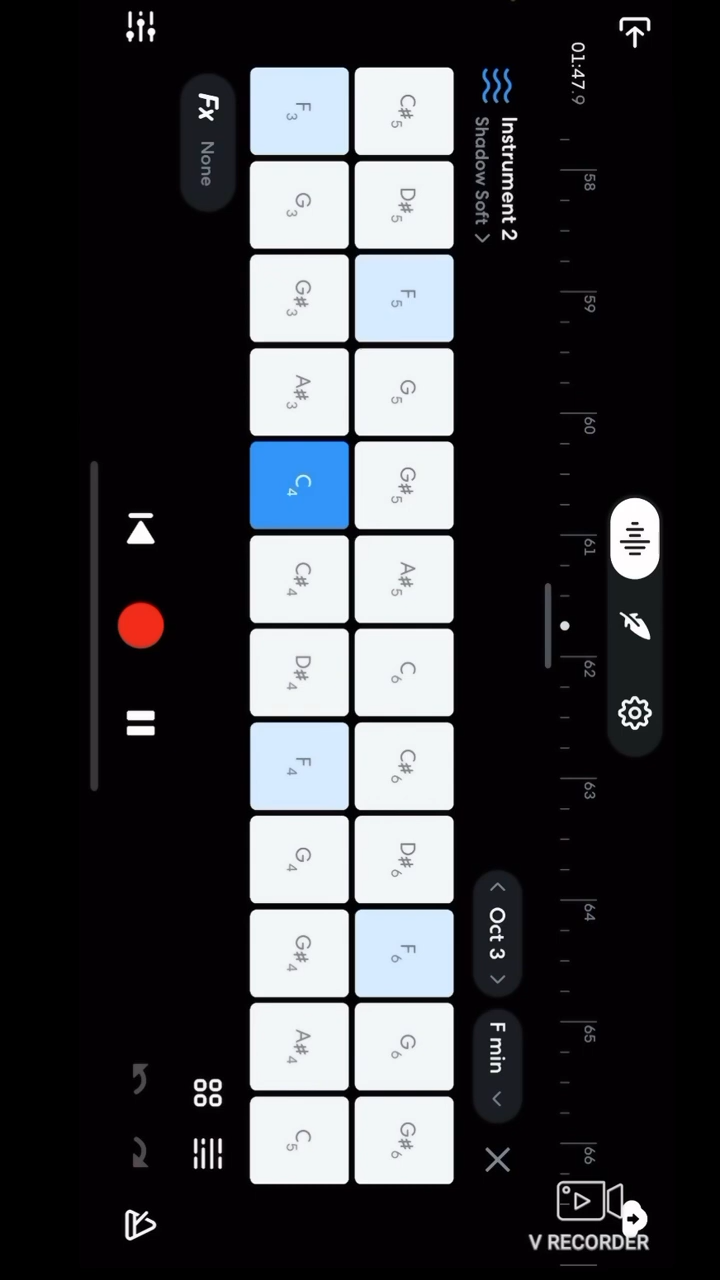 01:47.9
58
59
60
61
62
63
64
65
66
Instrument 2
Shadow Soft >
< Oct 3 >
F min
C#5 D#5 F5 G5 G#5 A#5 C6 C#6 D#6 F6 G6 G#6
F3 G3 G#3 A#3 C4 C#4 D#4 F4 G4 G#4 A#4 C5
Fx None
V RECORDER